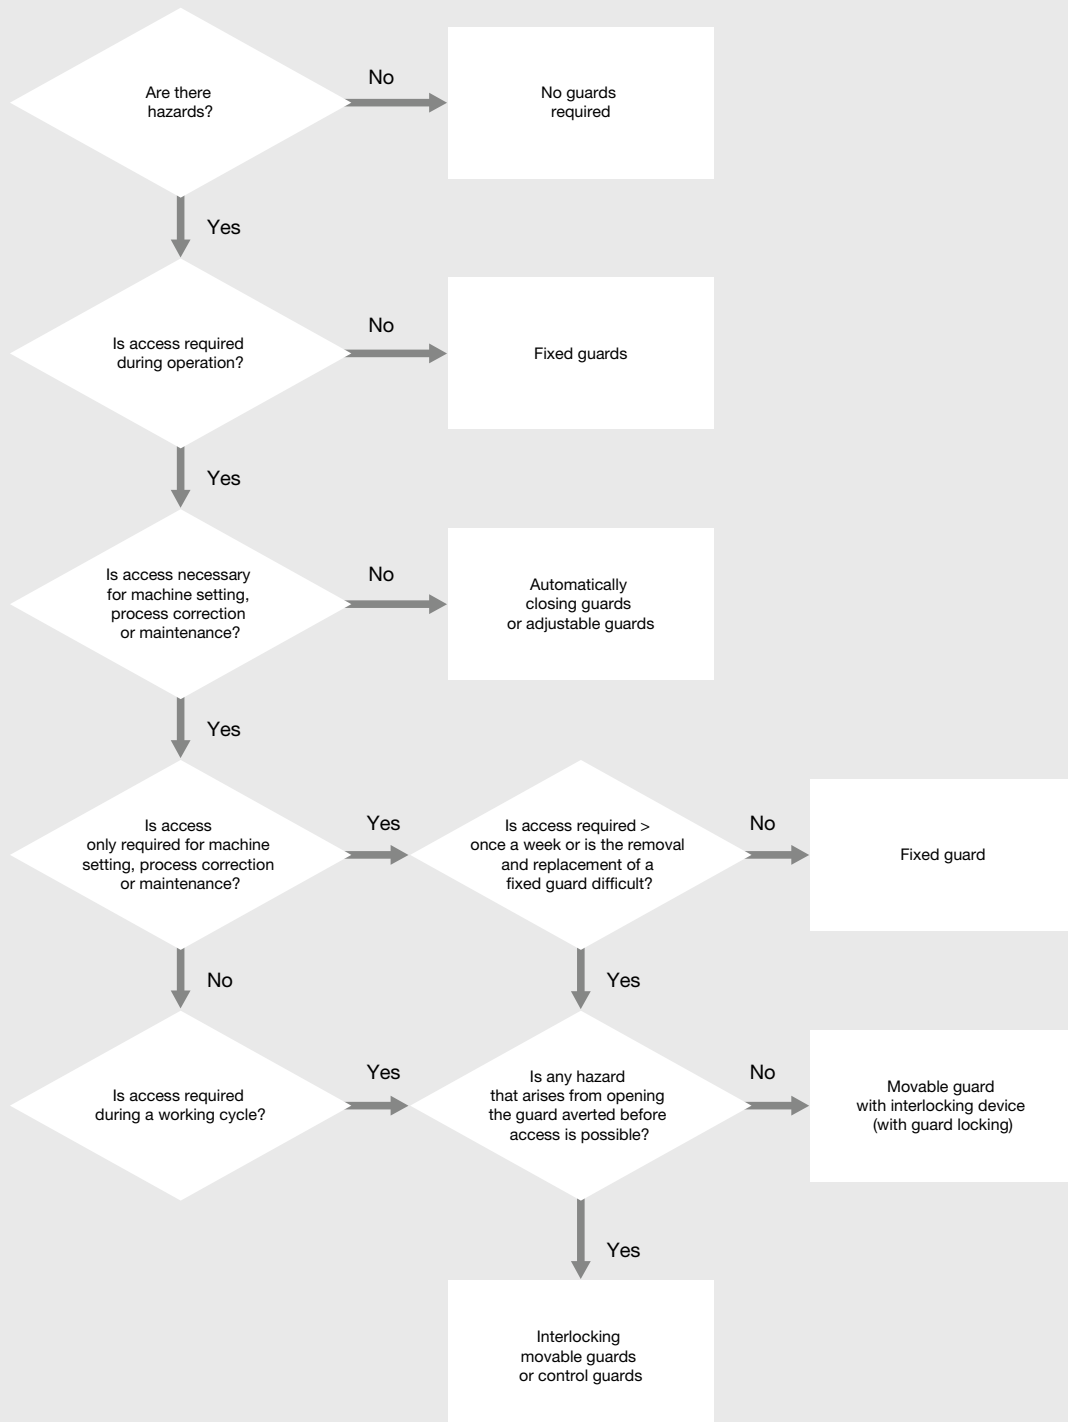 Are there
hazards?
No
No guards
required
Yes
Is access required
during operation?
No
Fixed guards
Yes
Is access necessary
for machine setting,
process correction
or maintenance?
No
Automatically
closing guards
or adjustable guards
Yes
Is access
only required for machine
setting, process correction
or maintenance?
Yes
Is access required >
once a week or is the removal
and replacement of a
fixed guard difficult?
No
Fixed guard
No
Yes
Is access required
during a working cycle?
Yes
Is any hazard
that arises from opening
the guard averted before
access is possible?
No
Movable guard
with interlocking device
(with guard locking)
Yes
Interlocking
movable guards
or control guards